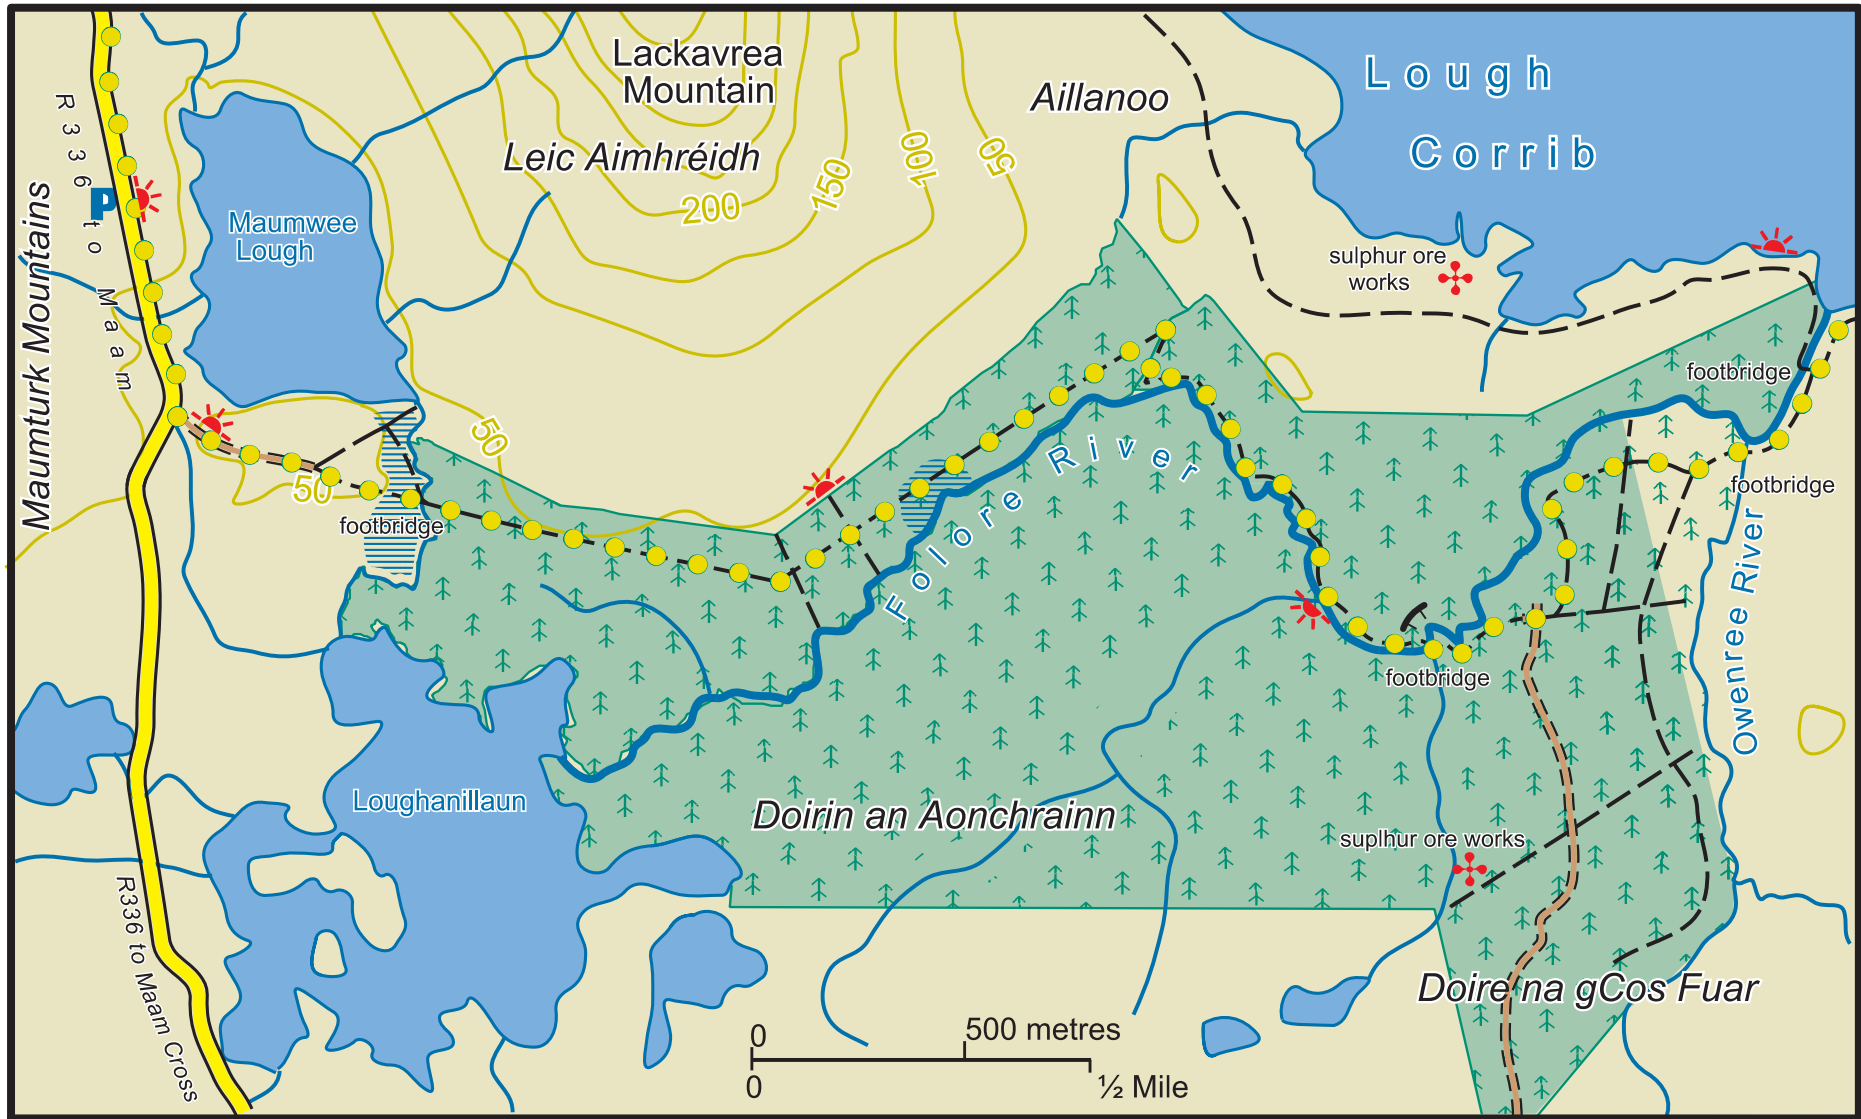 Lackavrea
Mountain
Leic Aimhréidh
Aillanoo
Lough
Corrib
R336 to Maam
P
Maumturk Mountains
Maumwee
Lough
200
150
100
50
sulphur ore
works
footbridge
50
50
footbridge
Folore River
footbridge
Owenree River
footbridge
Loughanillaun
Doirin an Aonchrainn
suplhur ore works
R336 to Maam Cross
Doire na gCos Fuar
0 500 metres
0 ½ Mile